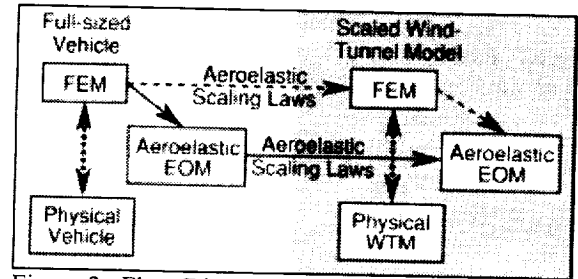 Full-sized
Vehicle
Scaled Wind-
Tunnel Model
FEM
Aeroelastic
Scaling Laws
FEM
Aeroelastic
EOM
Aeroelastic
Scaling Laws
Aeroelastic
EOM
Physical
Vehicle
Physical
WTM